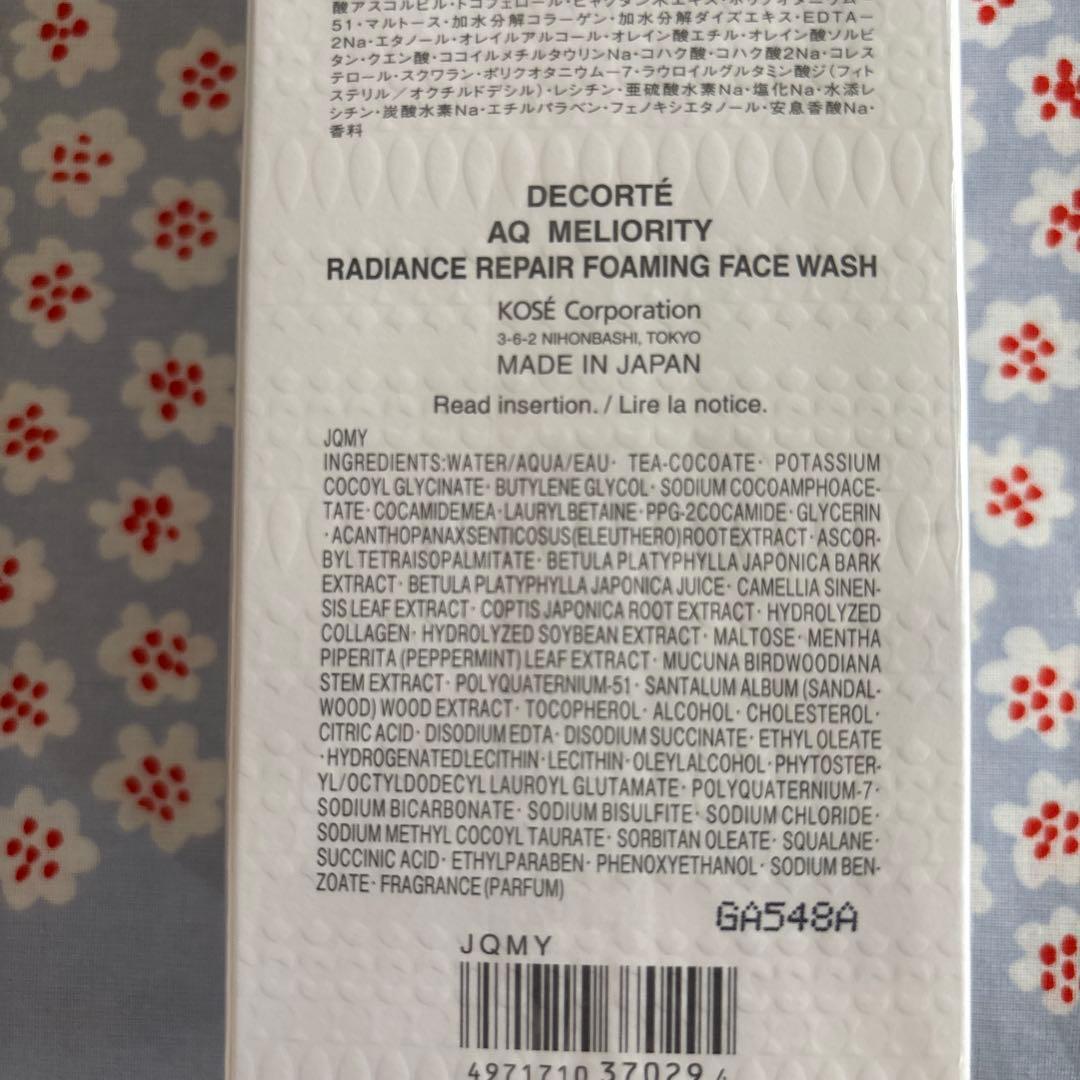 酸アスコルビル・トコフェロール・ビャクダン木エキス・ポリクオタニウム―
51・マルトース・加水分解コラーゲン・加水分解ダイズエキス・EDTA―
2Na・エタノール・オレイルアルコール・オレイン酸エチル・オレイン酸ソルビ
タン・クエン酸・ココイルメチルタウリンNa・コハク酸・コハク酸2Na・コレス
テロール・スクワラン・ポリクオタニウム―7・ラウロイルグルタミン酸ジ(フィト
ステリル/オクチルドデシル)・レシチン・亜硫酸水素Na・塩化Na・水添レ
シチン・炭酸水素Na・エチルパラベン・フェノキシエタノール・安息香酸Na・
香料
DECORTÉ
AQ MELIORITY
RADIANCE REPAIR FOAMING FACE WASH
KOSÉ Corporation
3-6-2 NIHONBASHI, TOKYO
MADE IN JAPAN
Read insertion. / Lire la notice.
JQMY
INGREDIENTS:WATER/AQUA/EAU· TEA-COCOATE· POTASSIUM
COCOYL GLYCINATE· BUTYLENE GLYCOL· SODIUM COCOAMPHOACE-
TATE· COCAMIDEMEA·LAURYL BETAINE·PPG-2COCAMIDE·GLYCERIN
·ACANTHOPANAXSENTICOSUS(ELEUTHERO)ROOTEXTRACT·ASCOR-
BYL TETRAISOPALMITATE· BETULA PLATYPHYLLA JAPONICA BARK
EXTRACT· BETULA PLATYPHYLLA JAPONICA JUICE· CAMELLIA SINEN-
SIS LEAF EXTRACT· COPTIS JAPONICA ROOT EXTRACT· HYDROLYZED
COLLAGEN· HYDROLYZED SOYBEAN EXTRACT· MALTOSE· MENTHA
PIPERITA (PEPPERMINT) LEAF EXTRACT· MUCUNA BIRDWOODIANA
STEM EXTRACT· POLYQUATERNIUM-51· SANTALUM ALBUM (SANDAL-
WOOD) WOOD EXTRACT· TOCOPHEROL· ALCOHOL· CHOLESTEROL·
CITRIC ACID· DISODIUM EDTA· DISODIUM SUCCINATE· ETHYL OLEATE
·HYDROGENATEDLECITHIN·LECITHIN·OLEYLALCOHOL·PHYTOSTER-
YL/OCTYLDODECYL LAUROYL GLUTAMATE· POLYQUATERNIUM-7·
SODIUM BICARBONATE· SODIUM BISULFITE· SODIUM CHLORIDE·
SODIUM METHYL COCOYL TAURATE· SORBITAN OLEATE· SQUALANE·
SUCCINIC ACID· ETHYLPARABEN· PHENOXYETHANOL· SODIUM BEN-
ZOATE· FRAGRANCE (PARFUM)
GA548A
JQMY
4971710 37029 4